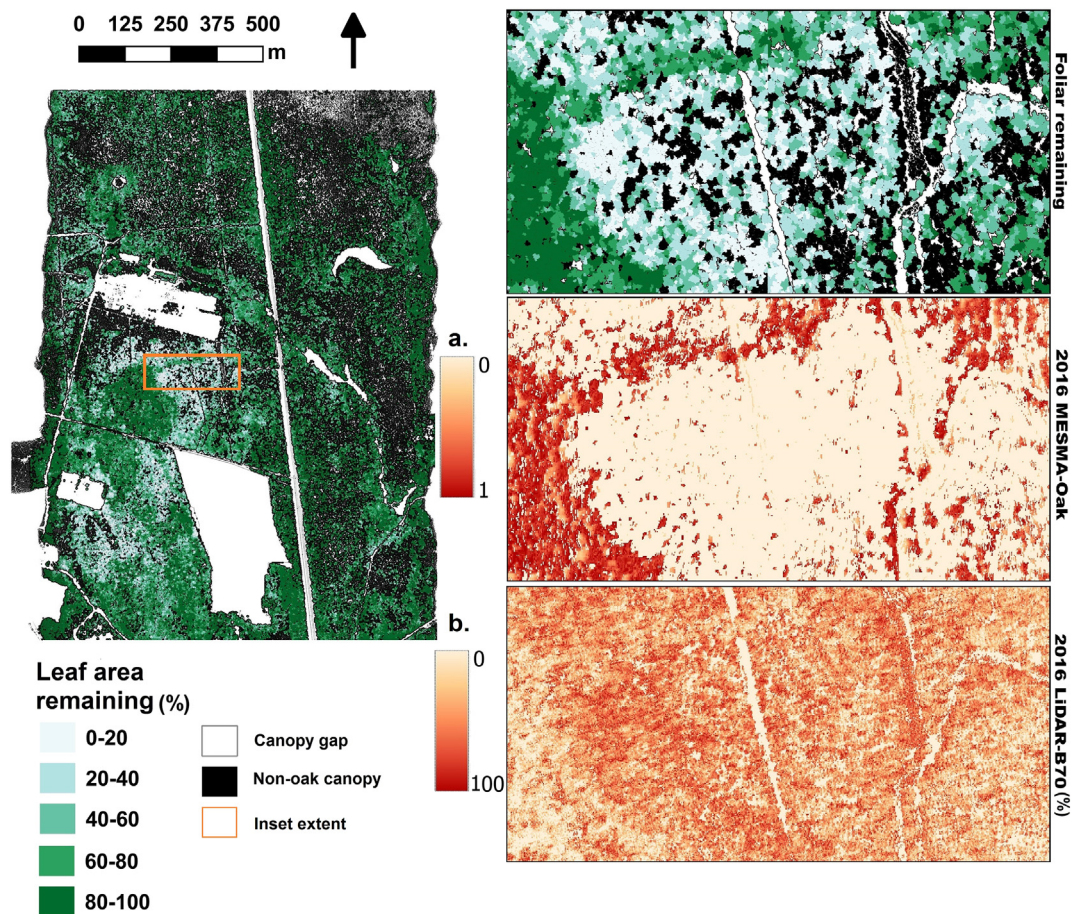 0 125 250 375 500
m
a.
0
1
b.
0
100
Leaf area
remaining (%)
0-20
20-40
40-60
60-80
80-100
Canopy gap
Non-oak canopy
Inset extent
Foliar remaining
2016 MESMA-Oak
2016 LiDAR-B70 (%)